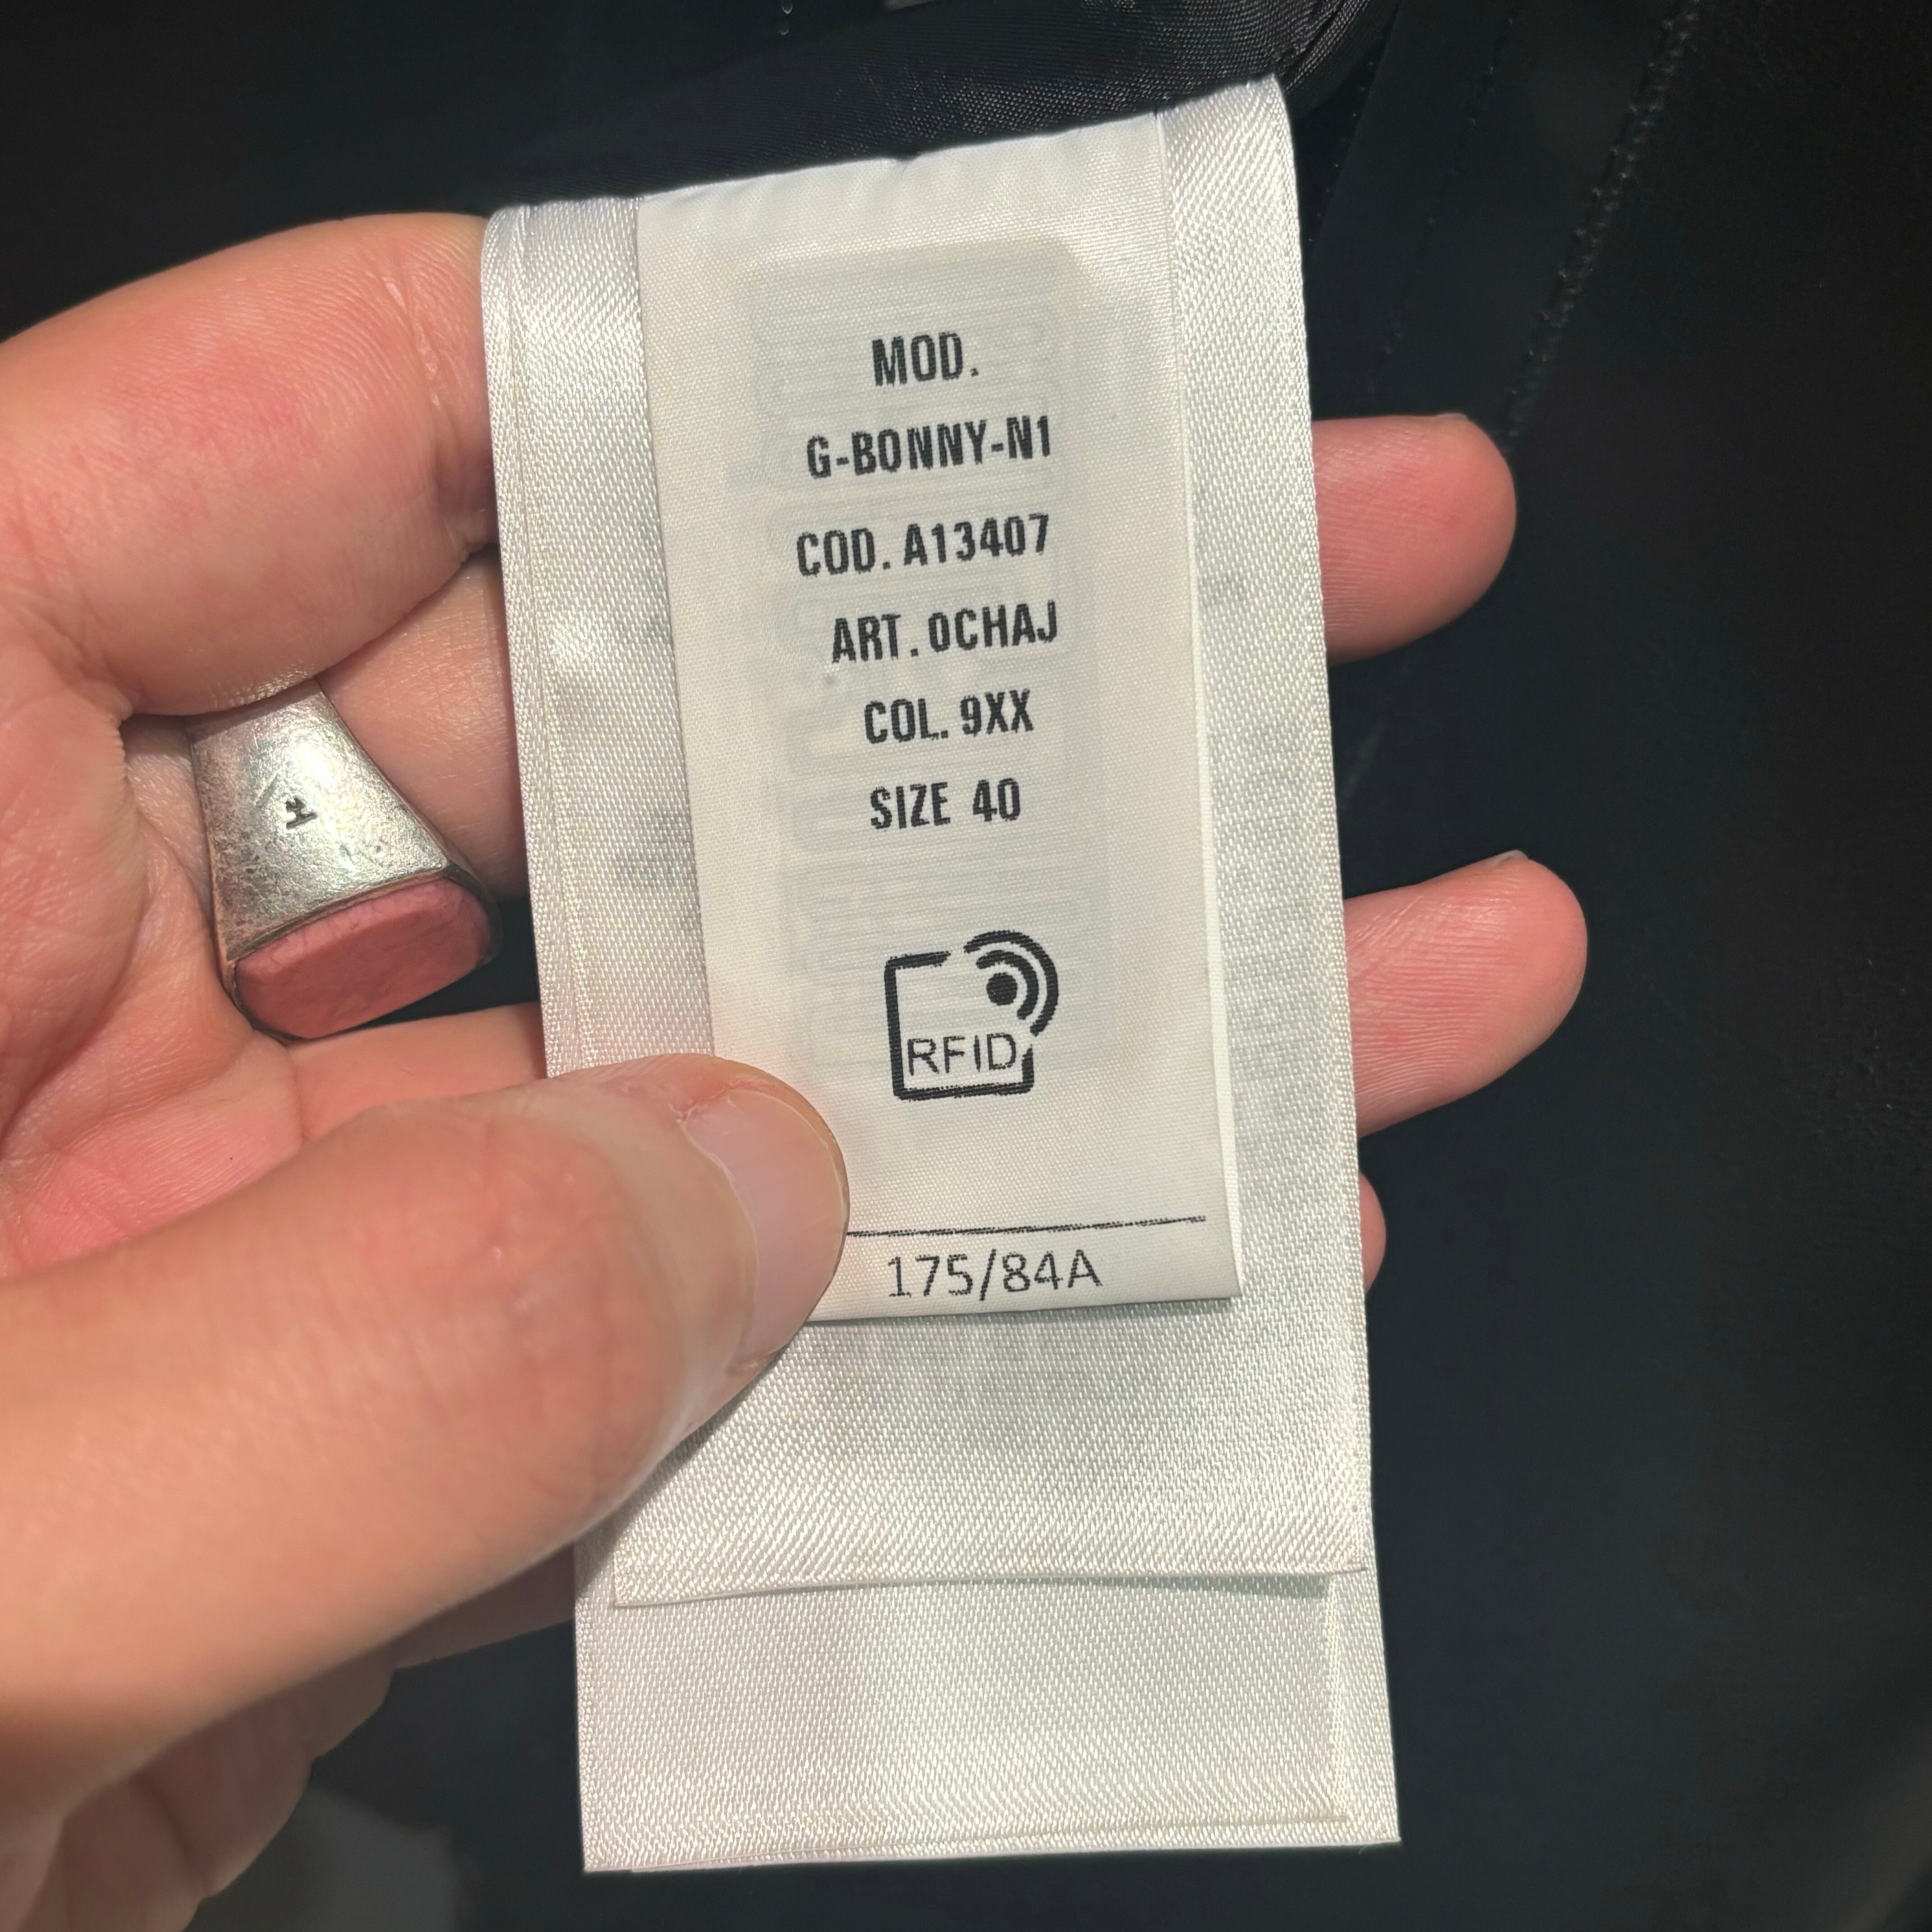 MOD.
G-BONNY-N1
COD. A13407
ART. 0CHAJ
COL. 9XX
SIZE 40
RFID
175/84A
H